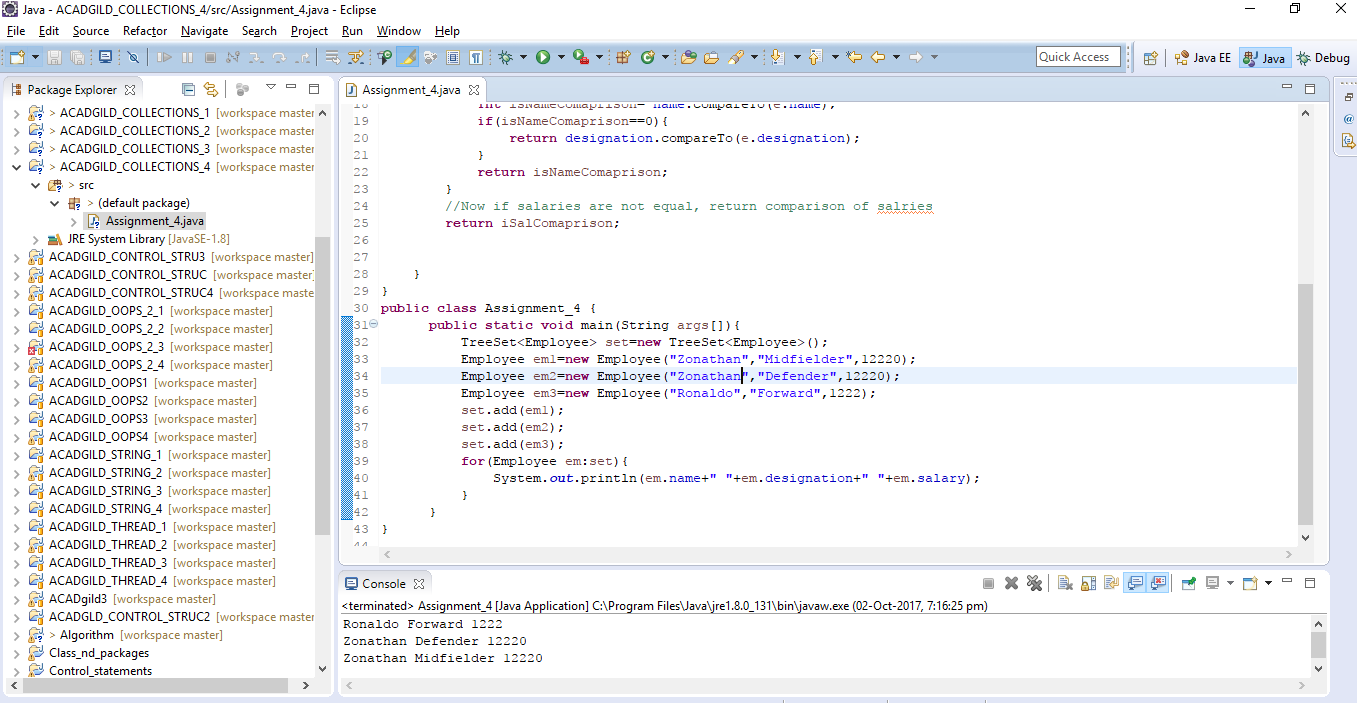 Java - ACADGILD_COLLECTIONS_4/src/Assignment_4.java - Eclipse
File Edit Source Refactor Navigate Search Project Run Window Help
Quick Access
Java EE
Java
Debug
Package Explorer
> ACADGILD_COLLECTIONS_1 [workspace master
> ACADGILD_COLLECTIONS_2 [workspace master
> ACADGILD_COLLECTIONS_3 [workspace master
> ACADGILD_COLLECTIONS_4 [workspace master
> src
> (default package)
Assignment_4.java
JRE System Library [JavaSE-1.8]
ACADGILD_CONTROL_STRU3 [workspace master]
ACADGILD_CONTROL_STRUC [workspace master]
ACADGILD_CONTROL_STRUC4 [workspace maste
ACADGILD_OOPS_2_1 [workspace master]
ACADGILD_OOPS_2_2 [workspace master]
ACADGILD_OOPS_2_3 [workspace master]
ACADGILD_OOPS_2_4 [workspace master]
ACADGILD_OOPS1 [workspace master]
ACADGILD_OOPS2 [workspace master]
ACADGILD_OOPS3 [workspace master]
ACADGILD_OOPS4 [workspace master]
ACADGILD_STRING_1 [workspace master]
ACADGILD_STRING_2 [workspace master]
ACADGILD_STRING_3 [workspace master]
ACADGILD_STRING_4 [workspace master]
ACADGILD_THREAD_1 [workspace master]
ACADGILD_THREAD_2 [workspace master]
ACADGILD_THREAD_3 [workspace master]
ACADGILD_THREAD_4 [workspace master]
ACADgild3 [workspace master]
ACADGLD_CONTROL_STRUC2 [workspace master
> Algorithm [workspace master]
Class_nd_packages
Control_statements
Assignment_4.java
18 int isNameComaprison= name.compareTo(e.name);
19 if(isNameComaprison==0){
20 return designation.compareTo(e.designation);
21 }
22 return isNameComaprison;
23 }
24 //Now if salaries are not equal, return comparison of salries
25 return iSalComaprison;
26
27
28 }
29 }
30 public class Assignment_4 {
31 public static void main(String args[]){
32 TreeSet<Employee> set=new TreeSet<Employee>();
33 Employee em1=new Employee("Zonathan","Midfielder",12220);
34 Employee em2=new Employee("Zonathan","Defender",12220);
35 Employee em3=new Employee("Ronaldo","Forward",1222);
36 set.add(em1);
37 set.add(em2);
38 set.add(em3);
39 for(Employee em:set){
40 System.out.println(em.name+" "+em.designation+" "+em.salary);
41 }
42 }
43 }
44
Console
<terminated> Assignment_4 [Java Application] C:\Program Files\Java\jre1.8.0_131\bin\javaw.exe (02-Oct-2017, 7:16:25 pm)
Ronaldo Forward 1222
Zonathan Defender 12220
Zonathan Midfielder 12220